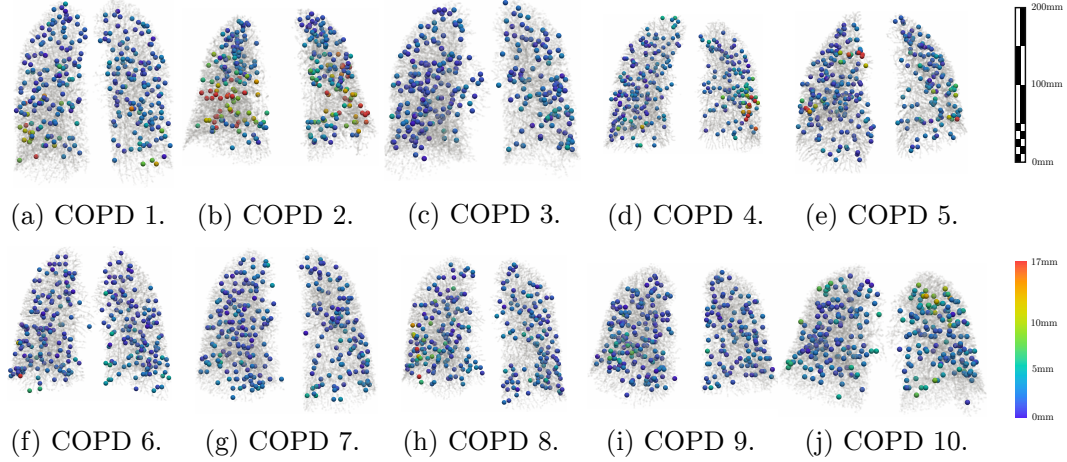 200mm
100mm
0mm
(a) COPD 1.
(b) COPD 2.
(c) COPD 3.
(d) COPD 4.
(e) COPD 5.
17mm
10mm
5mm
0mm
(f) COPD 6.
(g) COPD 7.
(h) COPD 8.
(i) COPD 9.
(j) COPD 10.